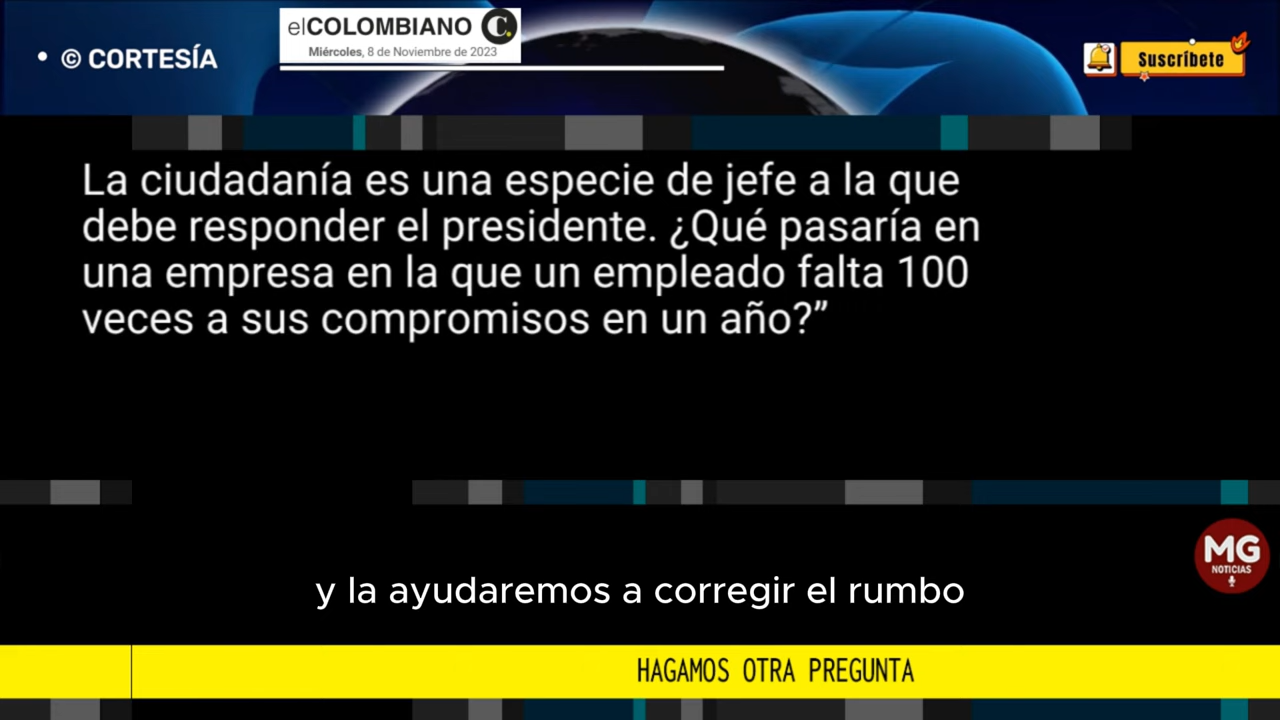 • © CORTESÍA
elCOLOMBIANO C.
Miércoles, 8 de Noviembre de 2023
Suscríbete
La ciudadanía es una especie de jefe a la que
debe responder el presidente. ¿Qué pasaría en
una empresa en la que un empleado falta 100
veces a sus compromisos en un año?”
MG
NOTICIAS
y la ayudaremos a corregir el rumbo
HAGAMOS OTRA PREGUNTA